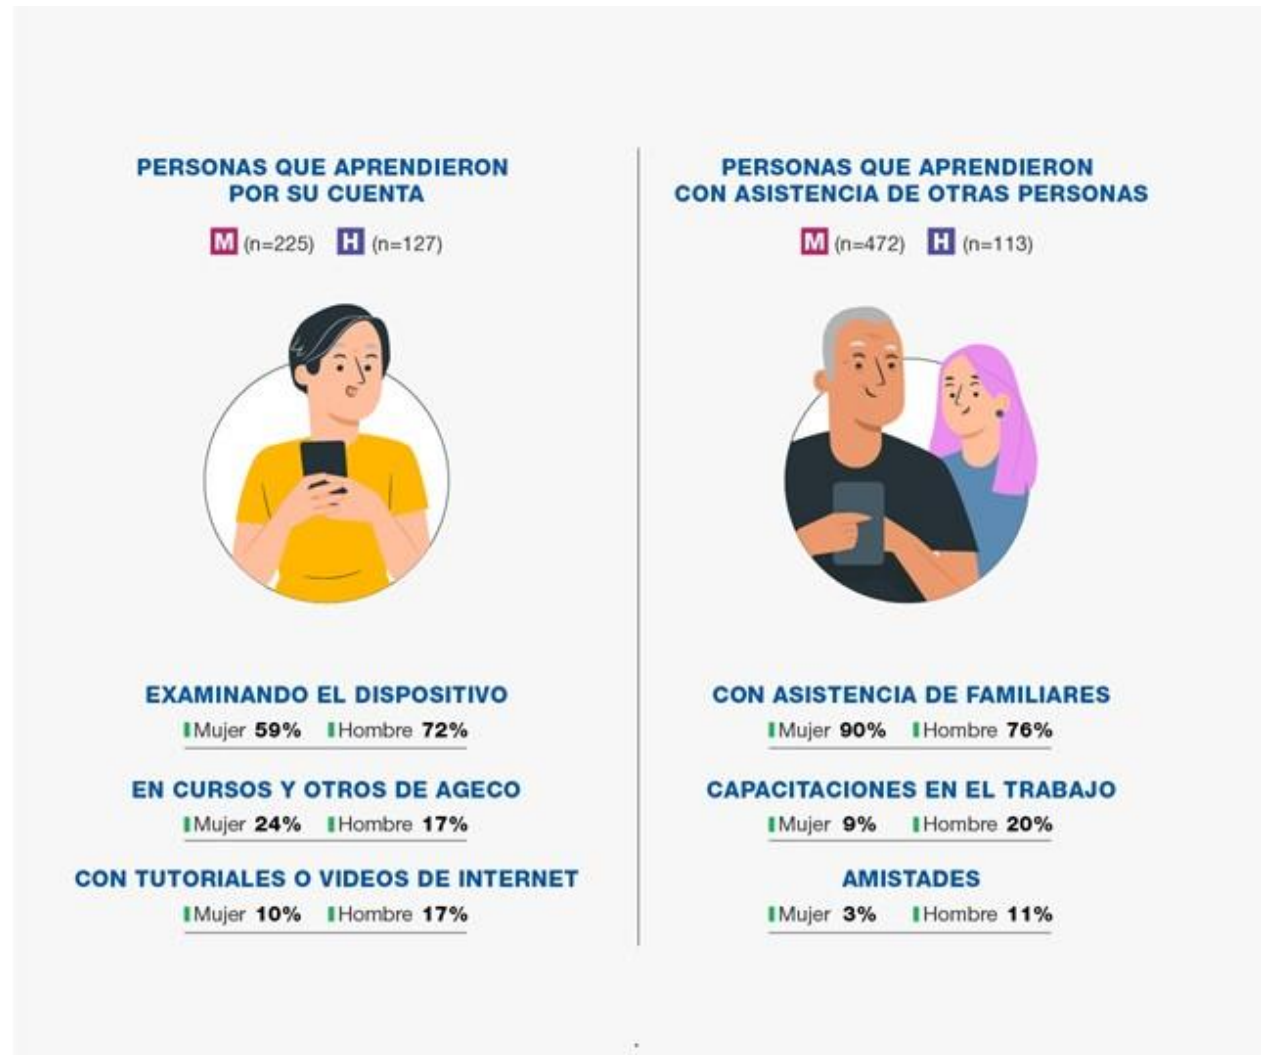 PERSONAS QUE APRENDIERON
POR SU CUENTA
M (n=225) H (n=127)
EXAMINANDO EL DISPOSITIVO
Mujer 59% Hombre 72%
EN CURSOS Y OTROS DE AGECO
Mujer 24% Hombre 17%
CON TUTORIALES O VIDEOS DE INTERNET
Mujer 10% Hombre 17%
PERSONAS QUE APRENDIERON
CON ASISTENCIA DE OTRAS PERSONAS
M (n=472) H (n=113)
CON ASISTENCIA DE FAMILIARES
Mujer 90% Hombre 76%
CAPACITACIONES EN EL TRABAJO
Mujer 9% Hombre 20%
AMISTADES
Mujer 3% Hombre 11%